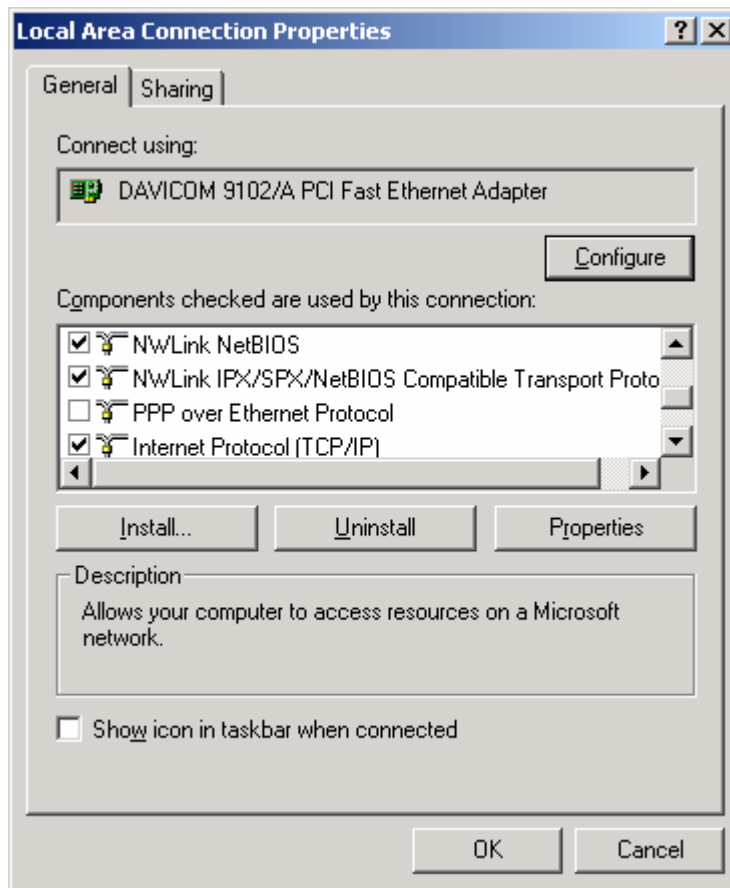 Local Area Connection Properties
General
Sharing
Connect using:
DAVICOM 9102/A PCI Fast Ethernet Adapter
Configure
Components checked are used by this connection:
NWLink NetBIOS
NWLink IPX/SPX/NetBIOS Compatible Transport Proto
PPP over Ethernet Protocol
Internet Protocol (TCP/IP)
Install...
Uninstall
Properties
Description
Allows your computer to access resources on a Microsoft
network.
Show icon in taskbar when connected
OK
Cancel